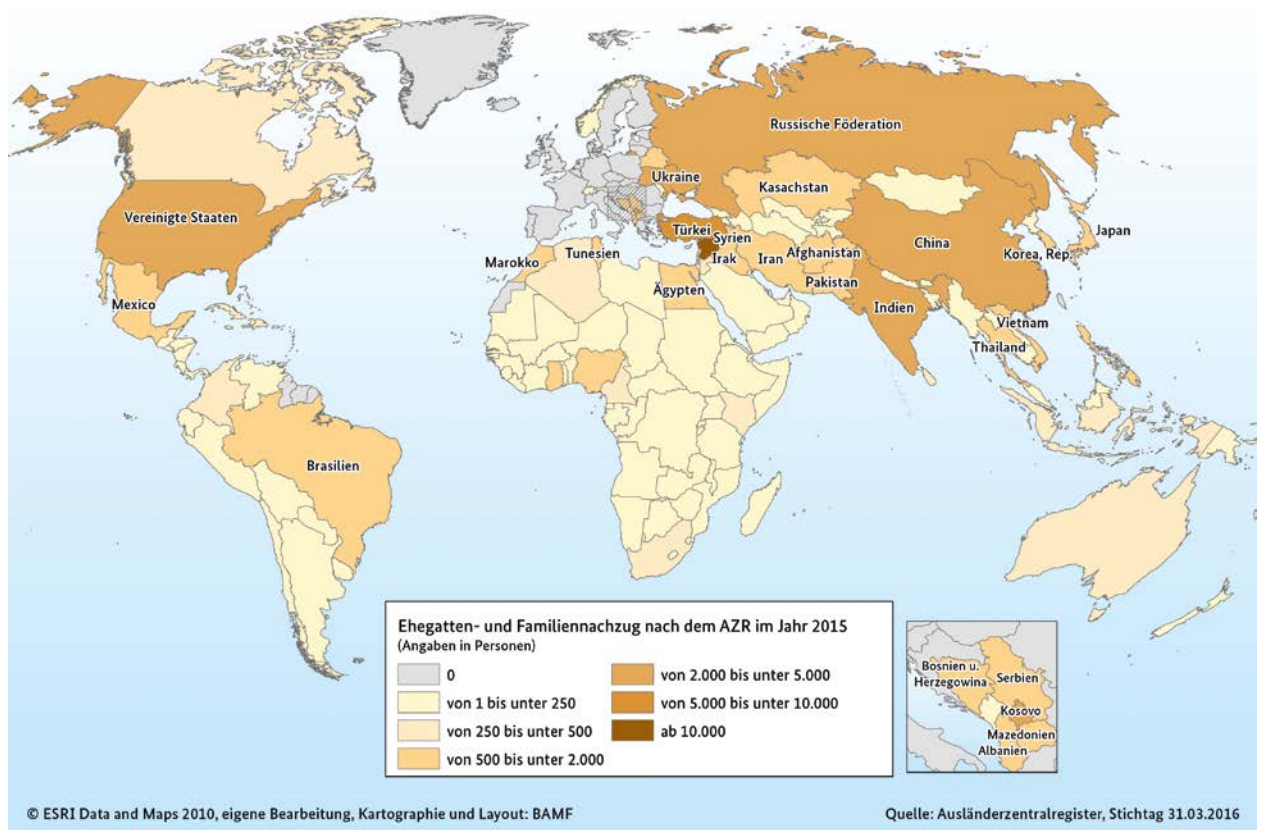 Russische Föderation
Ukraine
Kasachstan
Vereinigte Staaten
Türkei
Syrien
China
Japan
Marokko
Tunesien
Irak
Iran
Afghanistan
Korea, Rep.
Pakistan
Mexico
Ägypten
Indien
Vietnam
Thailand
Brasilien
Ehegatten- und Familiennachzug nach dem AZR im Jahr 2015
(Angaben in Personen)
0
von 1 bis unter 250
von 250 bis unter 500
von 500 bis unter 2.000
von 2.000 bis unter 5.000
von 5.000 bis unter 10.000
ab 10.000
Bosnien u.
Herzegowina
Serbien
Kosovo
Mazedonien
Albanien
© ESRI Data and Maps 2010, eigene Bearbeitung, Kartographie und Layout: BAMF
Quelle: Ausländerzentralregister, Stichtag 31.03.2016